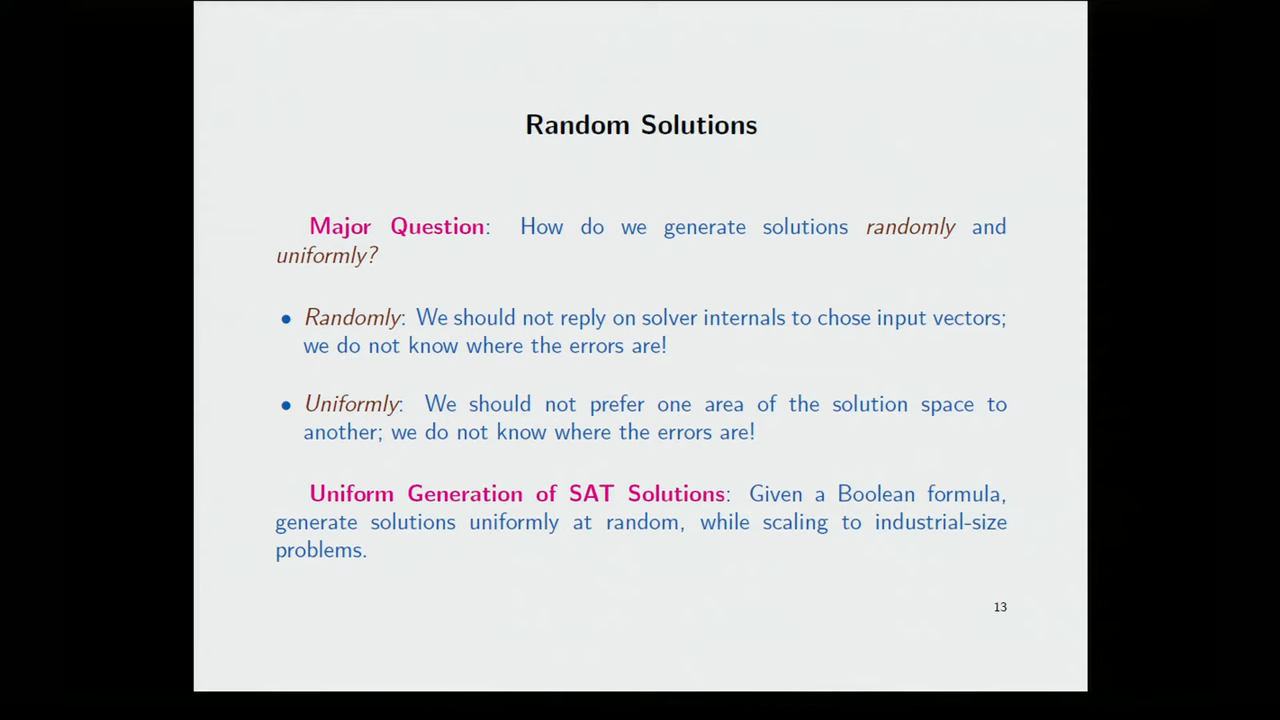 Random Solutions
Major Question: How do we generate solutions randomly and
uniformly?
• Randomly: We should not reply on solver internals to chose input vectors;
we do not know where the errors are!
• Uniformly: We should not prefer one area of the solution space to
another; we do not know where the errors are!
Uniform Generation of SAT Solutions: Given a Boolean formula,
generate solutions uniformly at random, while scaling to industrial-size
problems.
13